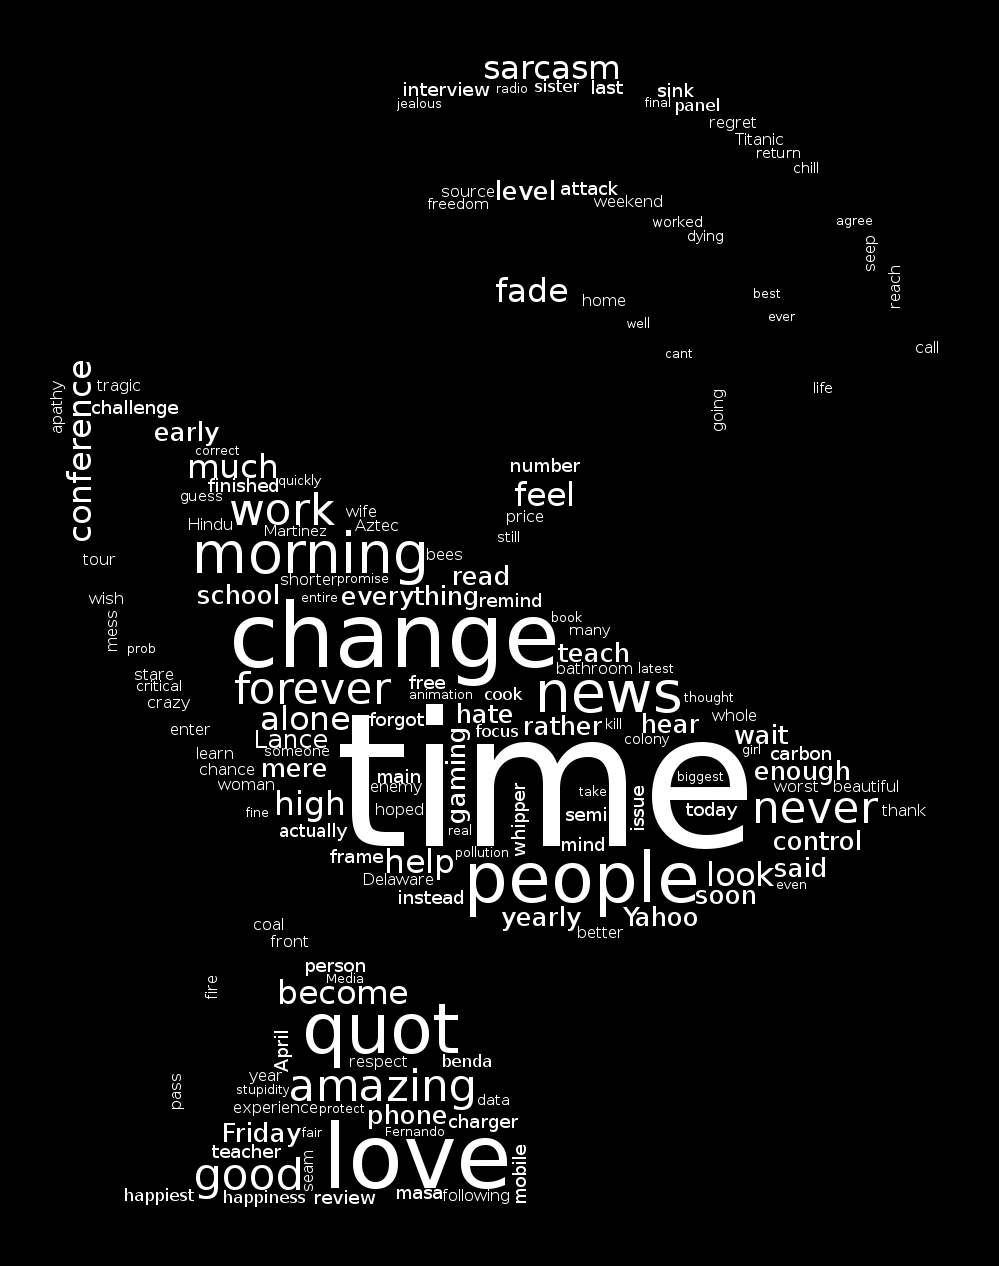 sarcasm
interview radio sister last sink
jealous final panel
regret
Titanic
return
chill
source level attack
freedom weekend
worked agree
dying
seep
reach
fade home best
well ever
cant call
life
going
conference
apathy
tragic
challenge
early
correct
much
finished quickly number
guess work feel
wife price
Hindu Martinez Aztec
still
morning bees
tour
shorter promise read
school entire everything remind
wish
mess change book
many
prob teach
bathroom latest
stare
critical forever free news
crazy animation cook thought
alone forgot hate whole
enter focus rather kill hear
Lance colony wait
learn someone time girl carbon
chance mere main gaming biggest enough
woman enemy take worst beautiful
high hoped whipper semi issue today never thank
fine
actually real mind control
frame help pollution people look said
Delaware even
instead soon
yearly Yahoo
coal better
front
person
Media
fire become
quot
April
respect benda
year
pass stupidity amazing
data
experience protect phone charger
Friday fair Fernando
love
teacher
good seam mobile
happiest happiness review masa following